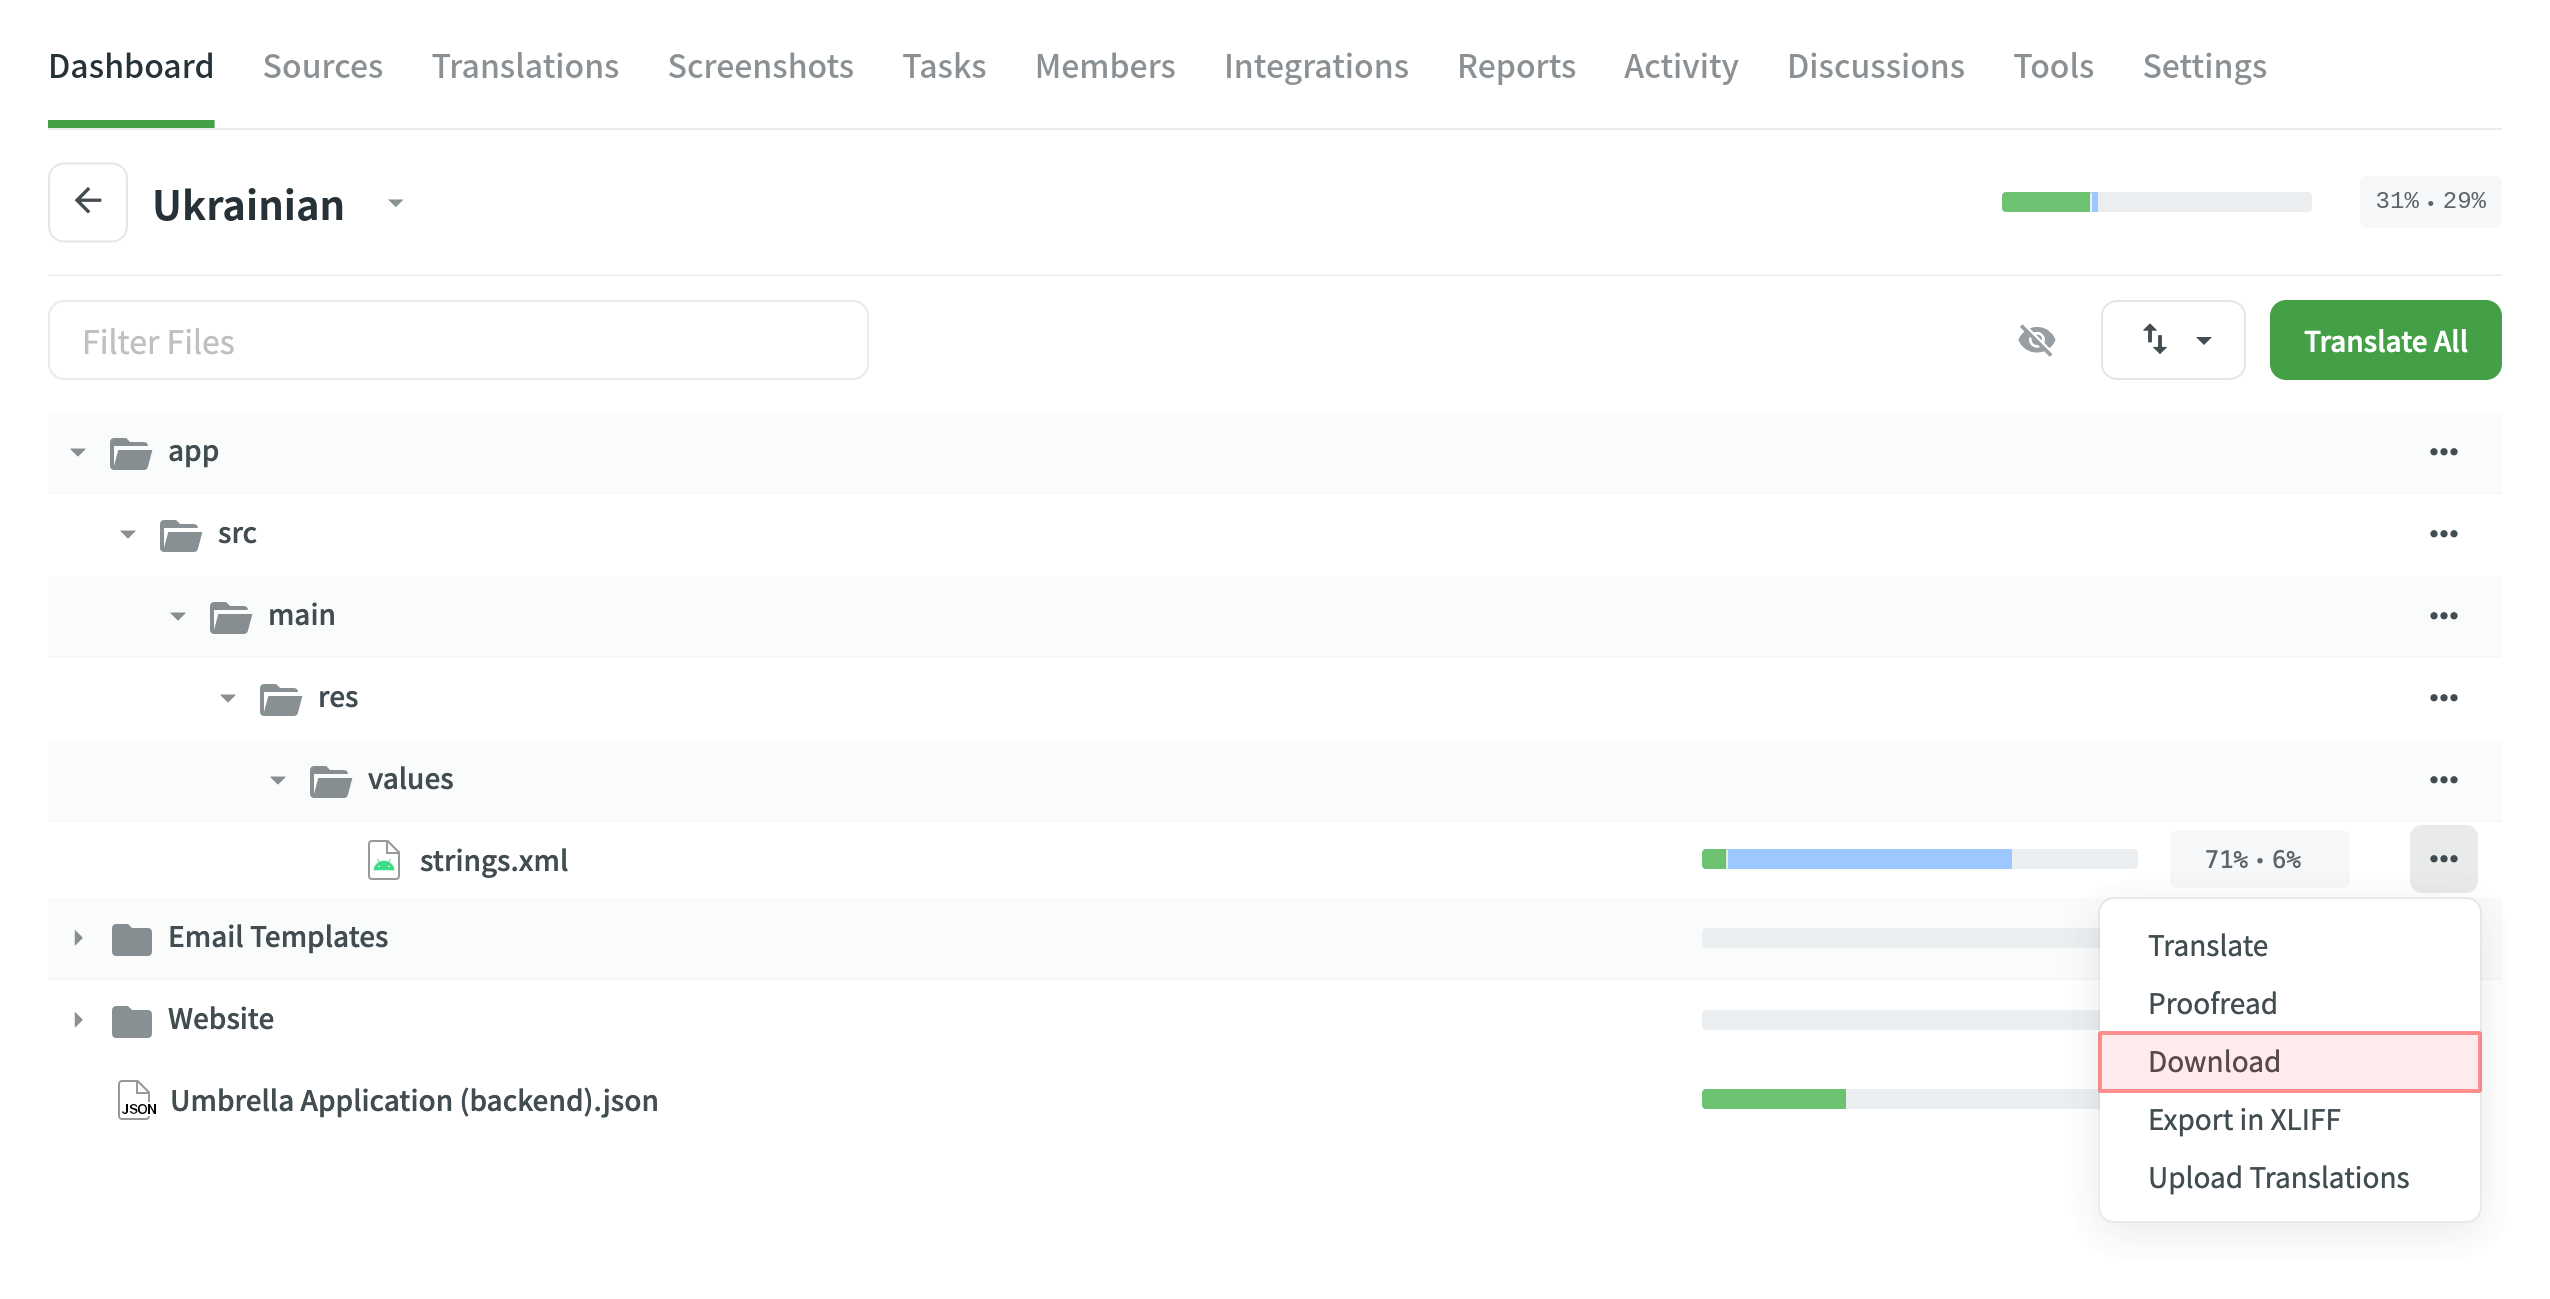 Dashboard Sources Translations Screenshots Tasks Members Integrations Reports Activity Discussions Tools Settings
Ukrainian 31% • 29%
Filter Files Translate All
app
src
main
res
values
strings.xml 71% • 6%
Email Templates
Website
JSON Umbrella Application (backend).json
Translate
Proofread
Download
Export in XLIFF
Upload Translations